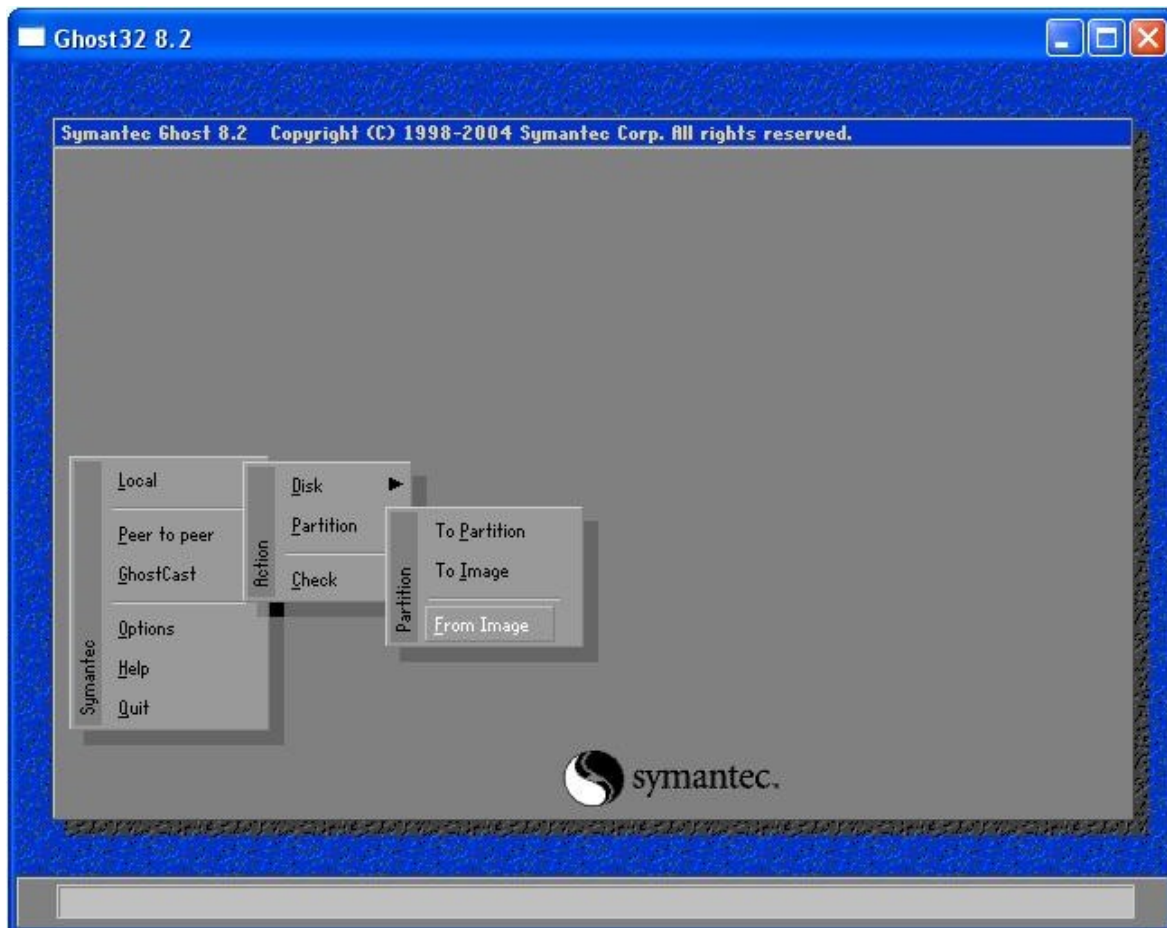 Ghost32 8.2
Symantec Ghost 8.2 Copyright (C) 1998-2004 Symantec Corp. All rights reserved.
Symantec
Local
Peer to peer
GhostCast
Options
Help
Quit
Action
Disk
Partition
Check
Partition
To Partition
To Image
From Image
symantec.